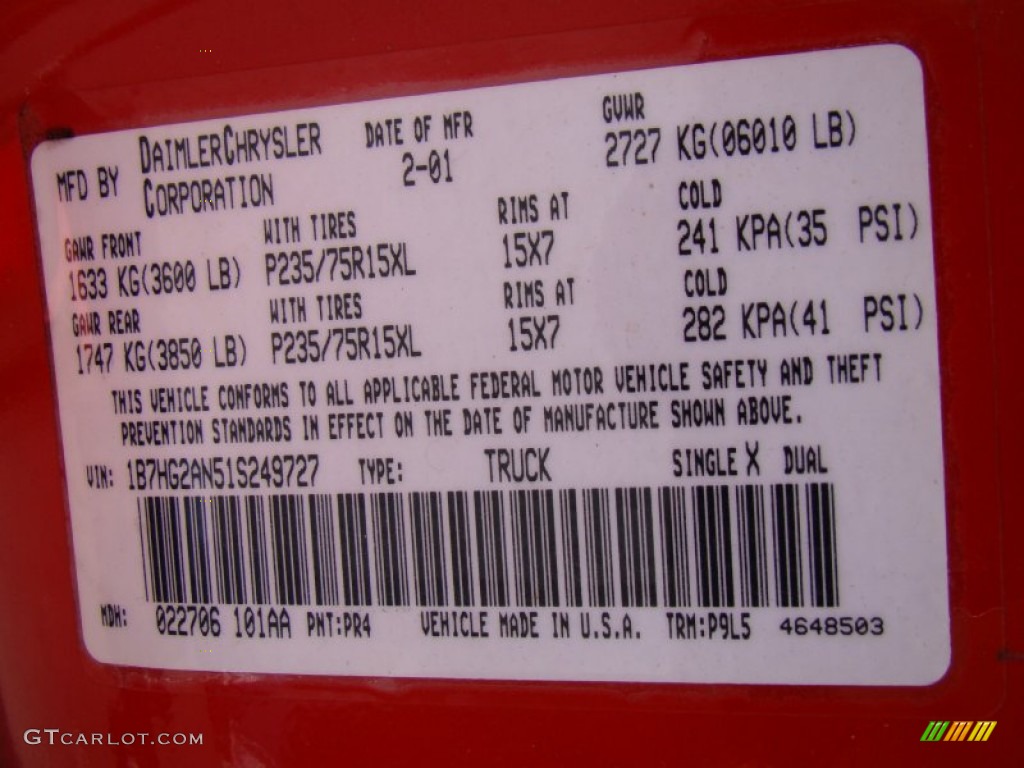 MFD BY DAIMLERCHRYSLER CORPORATION
DATE OF MFR
2-01
GVWR
2727 KG(06010 LB)
GAWR FRONT
1633 KG(3600 LB)
WITH TIRES
P235/75R15XL
RIMS AT
15X7
COLD
241 KPA(35 PSI)
GAWR REAR
1747 KG(3850 LB)
WITH TIRES
P235/75R15XL
RIMS AT
15X7
COLD
282 KPA(41 PSI)
THIS VEHICLE CONFORMS TO ALL APPLICABLE FEDERAL MOTOR VEHICLE SAFETY AND THEFT
PREVENTION STANDARDS IN EFFECT ON THE DATE OF MANUFACTURE SHOWN ABOVE.
VIN: 1B7HG2AN51S249727 TYPE: TRUCK SINGLE X DUAL
MDH: 022706 101AA PNT:PR4 VEHICLE MADE IN U.S.A. TRM:P9L5 4648503
GTCARLOT.COM